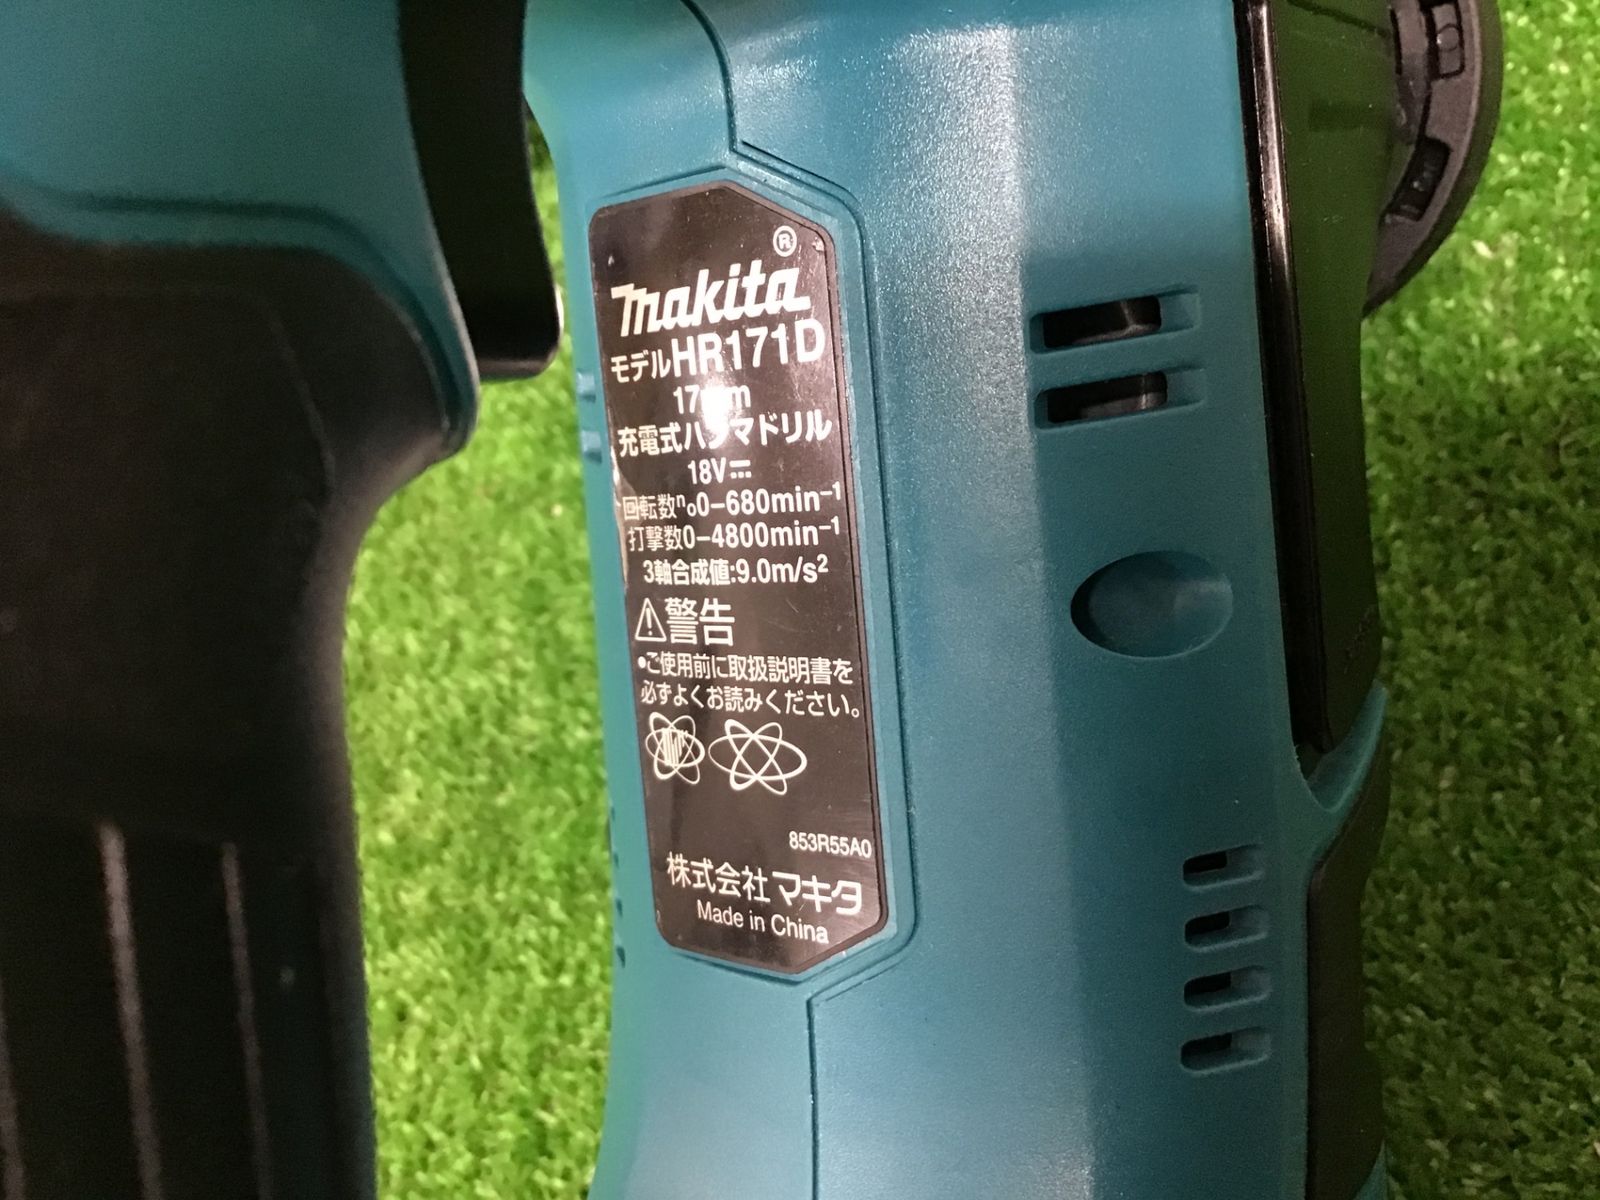 makita®
モデルHR171D
充電式ハンマドリル
18V⎓
回転数n₀0-680min⁻¹
打撃数0-4800min⁻¹
3軸合成値:9.0m/s²
⚠警告
•ご使用前に取扱説明書を
必ずよくお読みください。
853R55A0
株式会社マキタ
Made in China